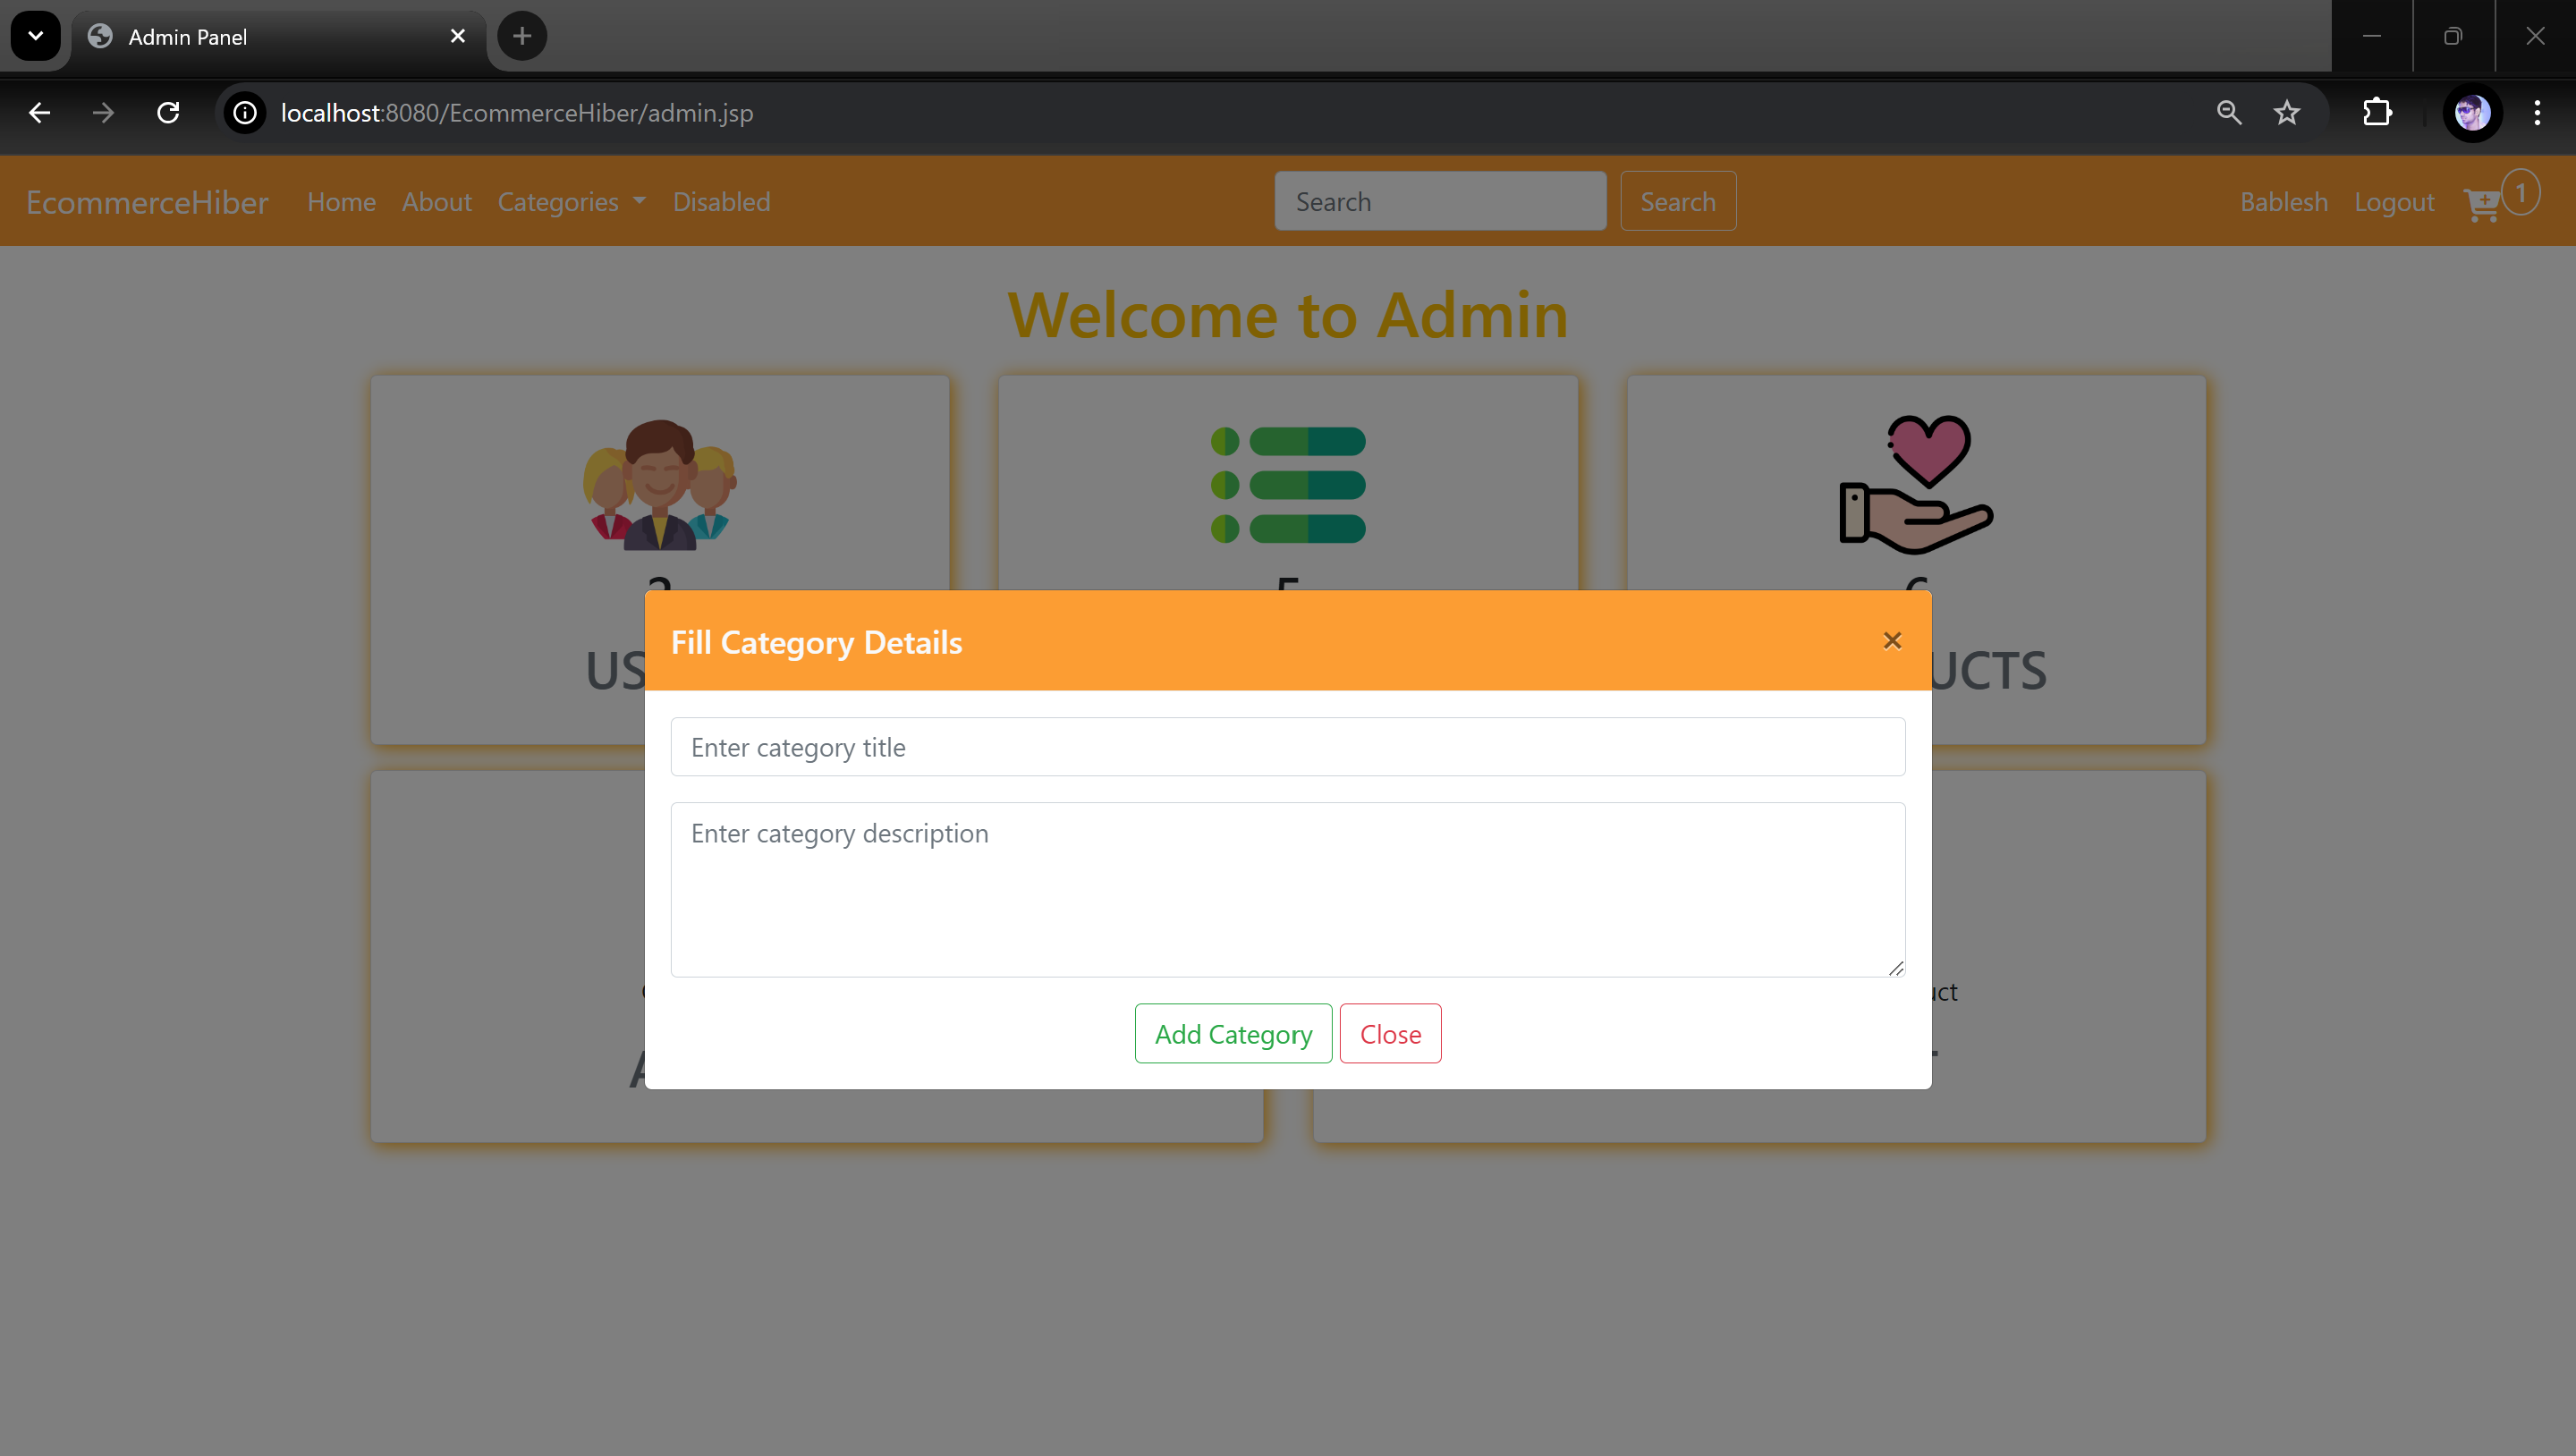 Admin Panel
localhost:8080/EcommerceHiber/admin.jsp
EcommerceHiber Home About Categories Disabled Search Search Bablesh Logout 1
Welcome to Admin
Fill Category Details ×
US UCTS
Enter category title
Enter category description
uct
Add Category Close